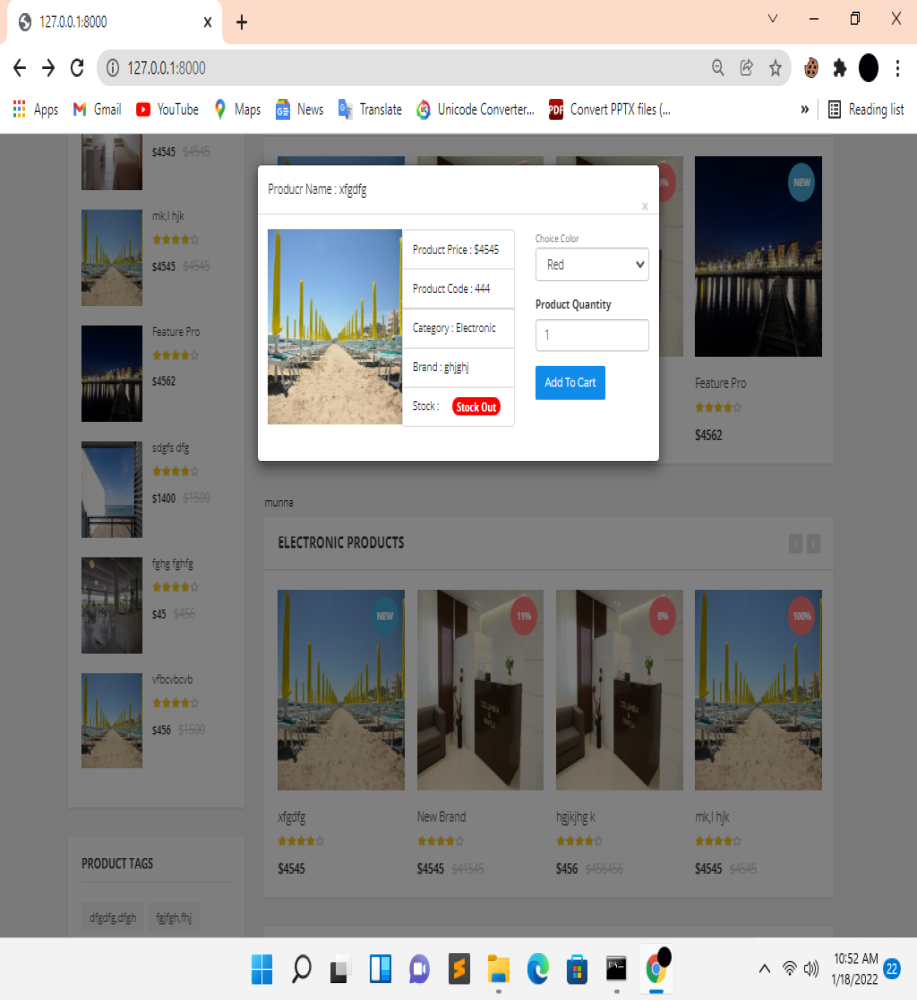 127.0.0.1:8000
127.0.0.1:8000
Apps Gmail YouTube Maps News Translate Unicode Converter... PDF Convert PPTX files (... » Reading list
$4545 $4545
mk,l hjk
$4545 $4545
Feature Pro
$4562
sdgfs dfg
$1400 $1500
fghg fghfg
$45 $456
vfbcvbcvb
$456 $1500
PRODUCT TAGS
dfgdfg,dfgh fgjfgh,fhj
Producr Name : xfgdfg
x
Product Price : $4545
Product Code : 444
Category : Electronic
Brand : ghjghj
Stock : Stock Out
Choice Color
Red
Product Quantity
1
Add To Cart
NEW
Feature Pro
$4562
munna
ELECTRONIC PRODUCTS
NEW 11% 0% 100%
xfgdfg New Brand hgjkjhg k mk,l hjk
$4545 $4545 $41545 $456 $456456 $4545 $4545
10:52 AM
1/18/2022 22